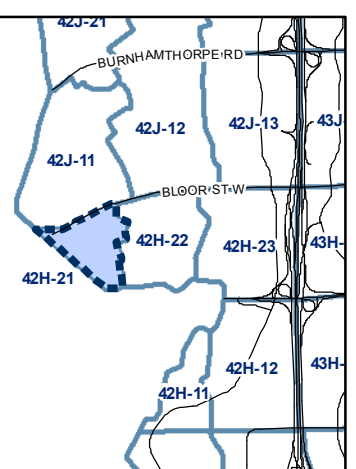 42J-21
BURNHAMTHORPE RD
42J-12
42J-13
43J-
42J-11
BLOOR ST W
42H-22
42H-23
43H-
42H-21
42H-12
43H-
42H-11